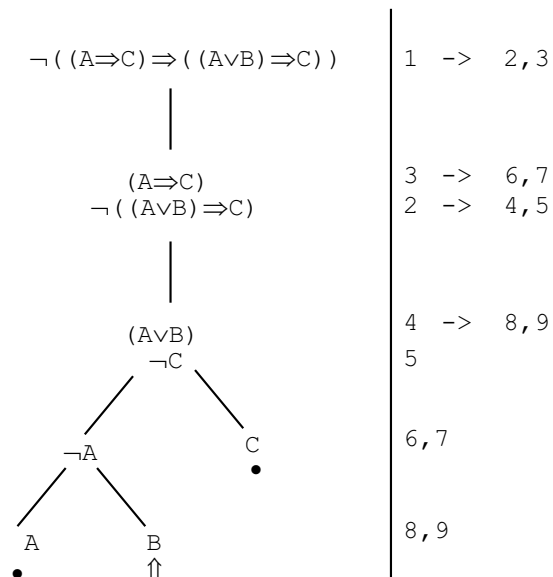 ¬((A⇒C)⇒((A∨B)⇒C)) 1 -> 2,3
(A⇒C) 3 -> 6,7
¬((A∨B)⇒C) 2 -> 4,5
(A∨B) 4 -> 8,9
¬C 5
¬A C 6,7
•
A B 8,9
• ⇑